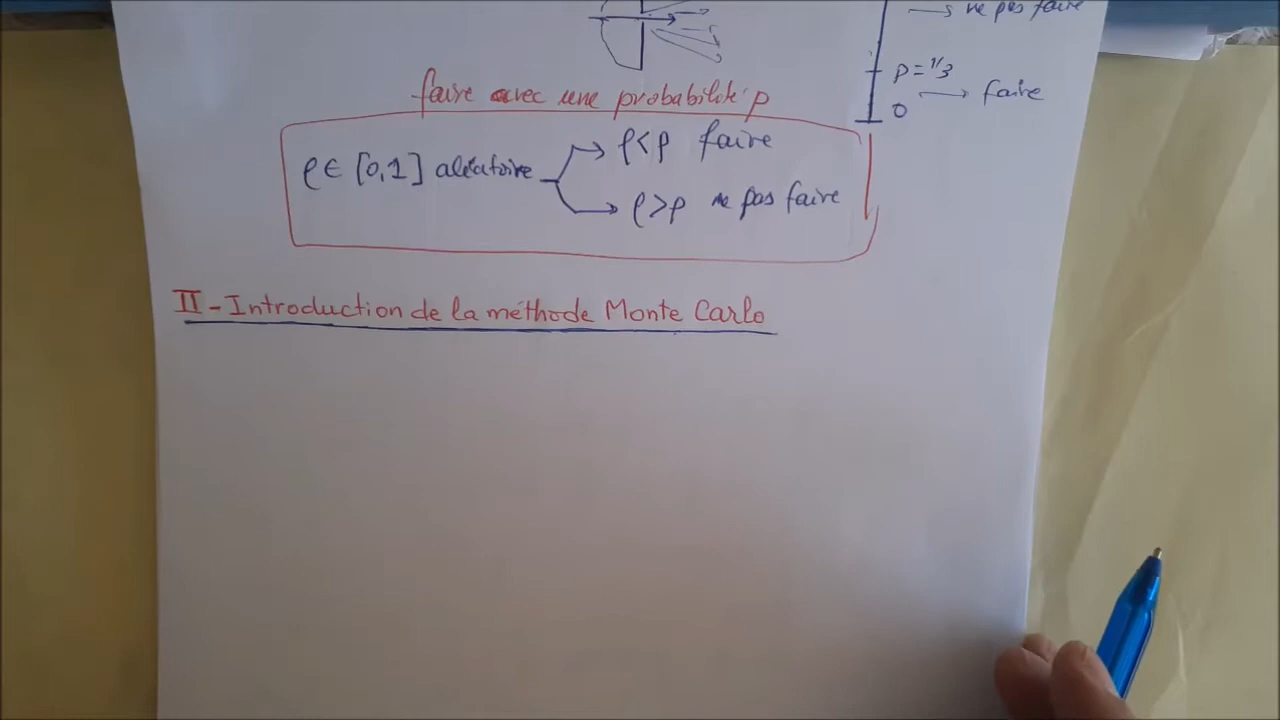 → ne pas faire
p = 1/3
→ faire
0
faire avec une probabilité p
ρ ∈ [0,1] aléatoire
→ ρ<p faire
→ ρ>p ne pas faire
II - Introduction de la méthode Monte Carlo